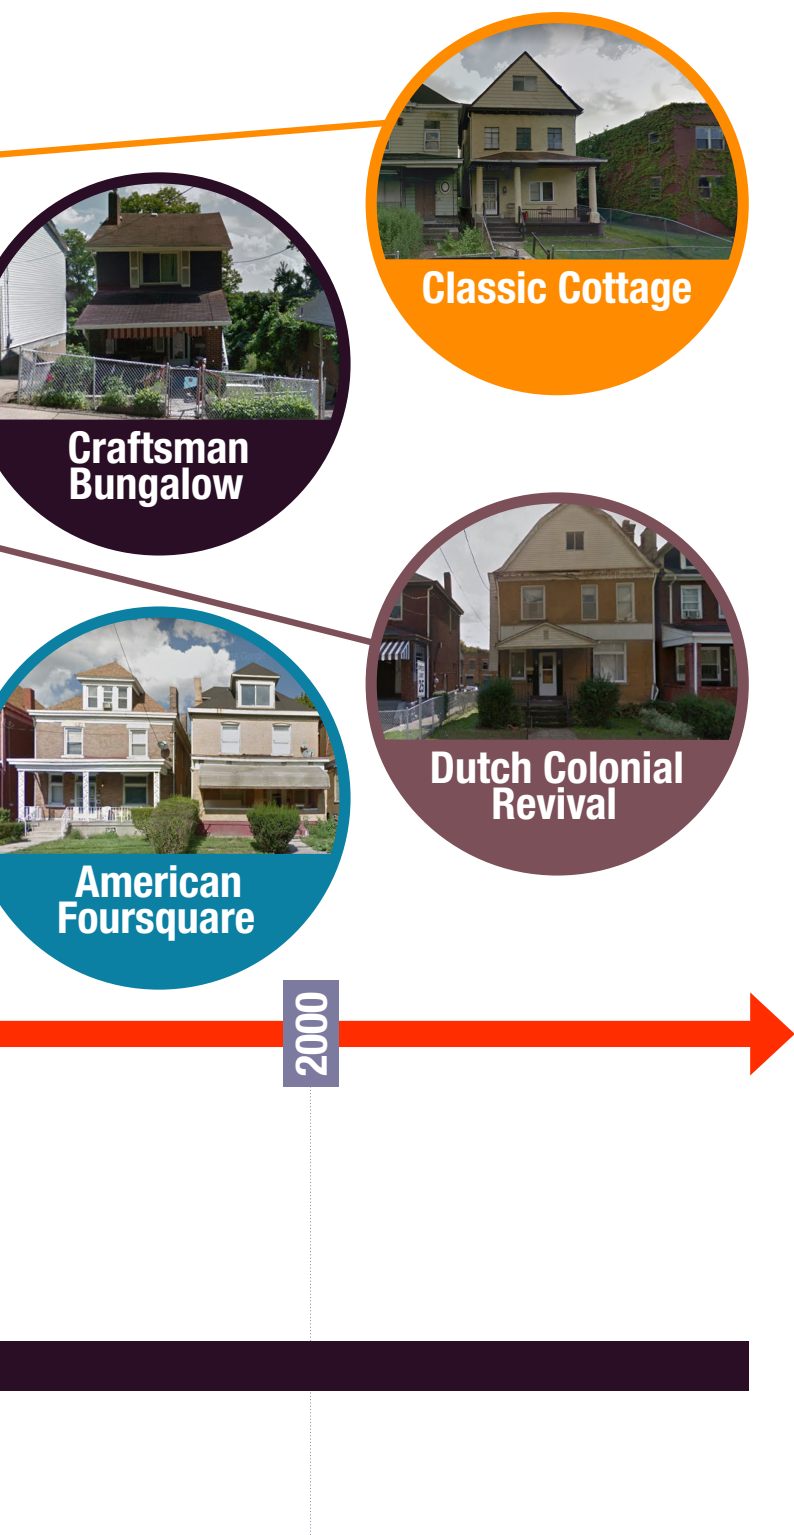 Classic Cottage
Craftsman
Bungalow
Dutch Colonial
Revival
American
Foursquare
2000